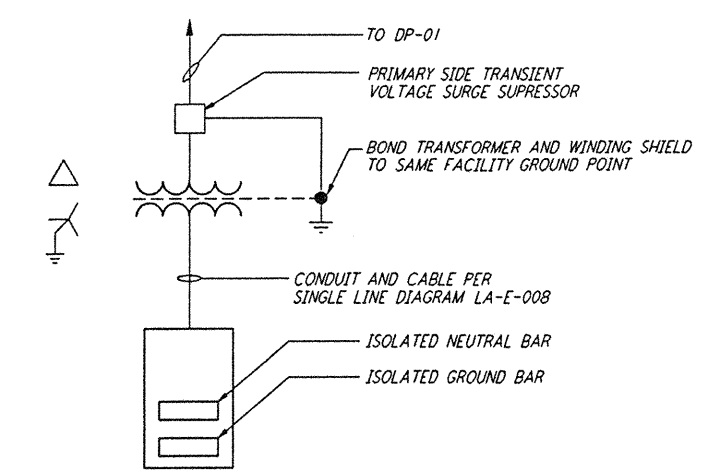 TO DP-01
PRIMARY SIDE TRANSIENT
VOLTAGE SURGE SUPRESSOR
BOND TRANSFORMER AND WINDING SHIELD
TO SAME FACILITY GROUND POINT
CONDUIT AND CABLE PER
SINGLE LINE DIAGRAM LA-E-008
ISOLATED NEUTRAL BAR
ISOLATED GROUND BAR